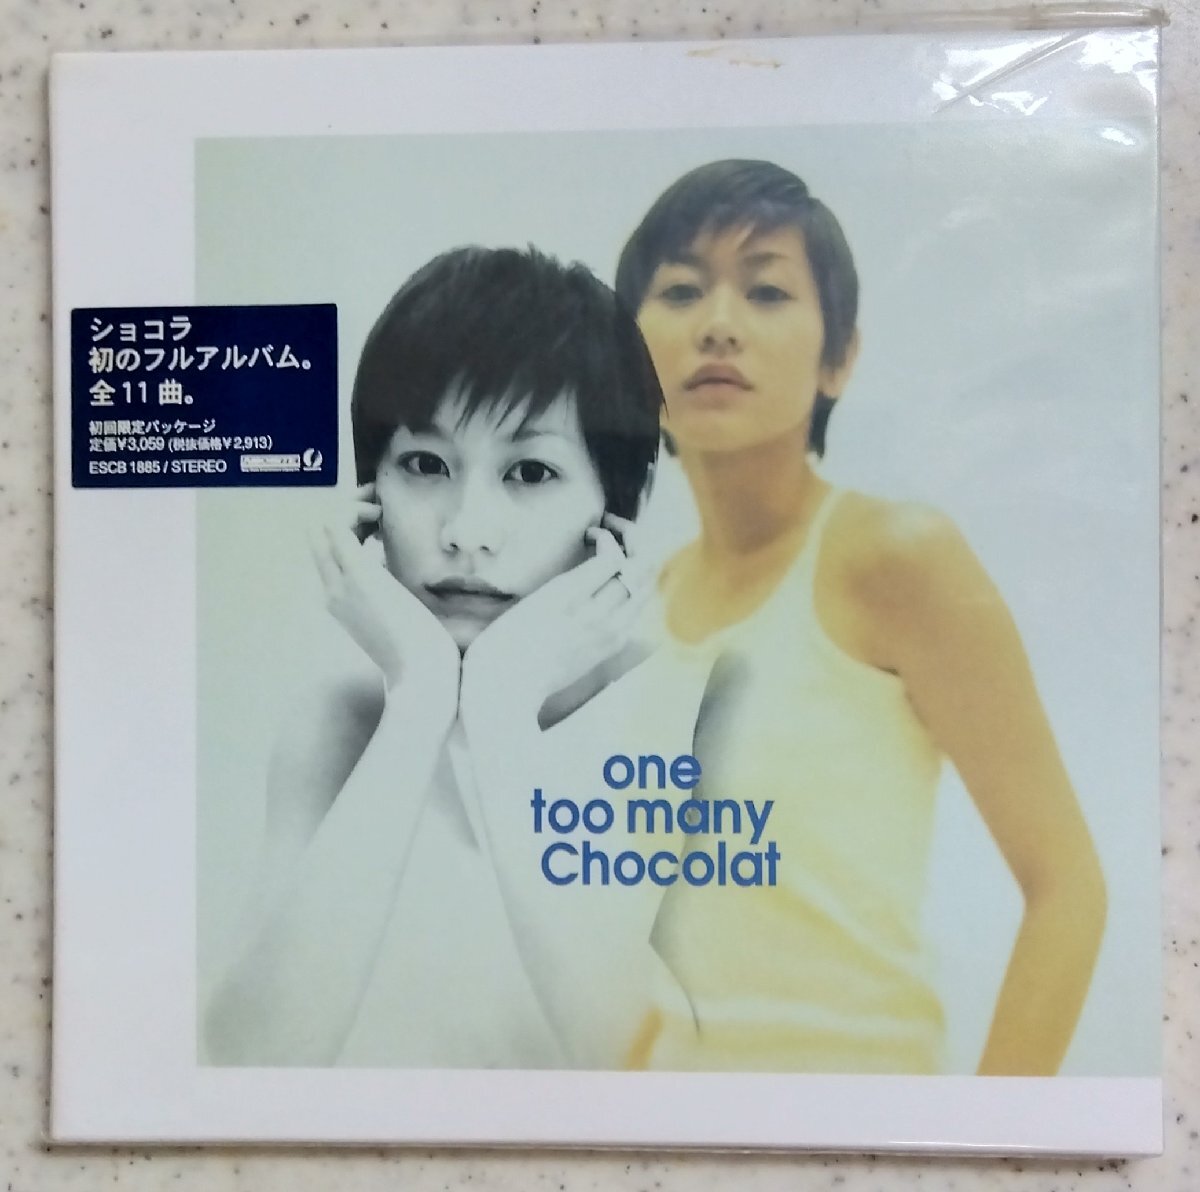 ショコラ
初のフルアルバム。
全11曲。
初回限定パッケージ
定価¥3,059 (税抜価格¥2,913)
ESCB 1885 / STEREO
one
too many
Chocolat